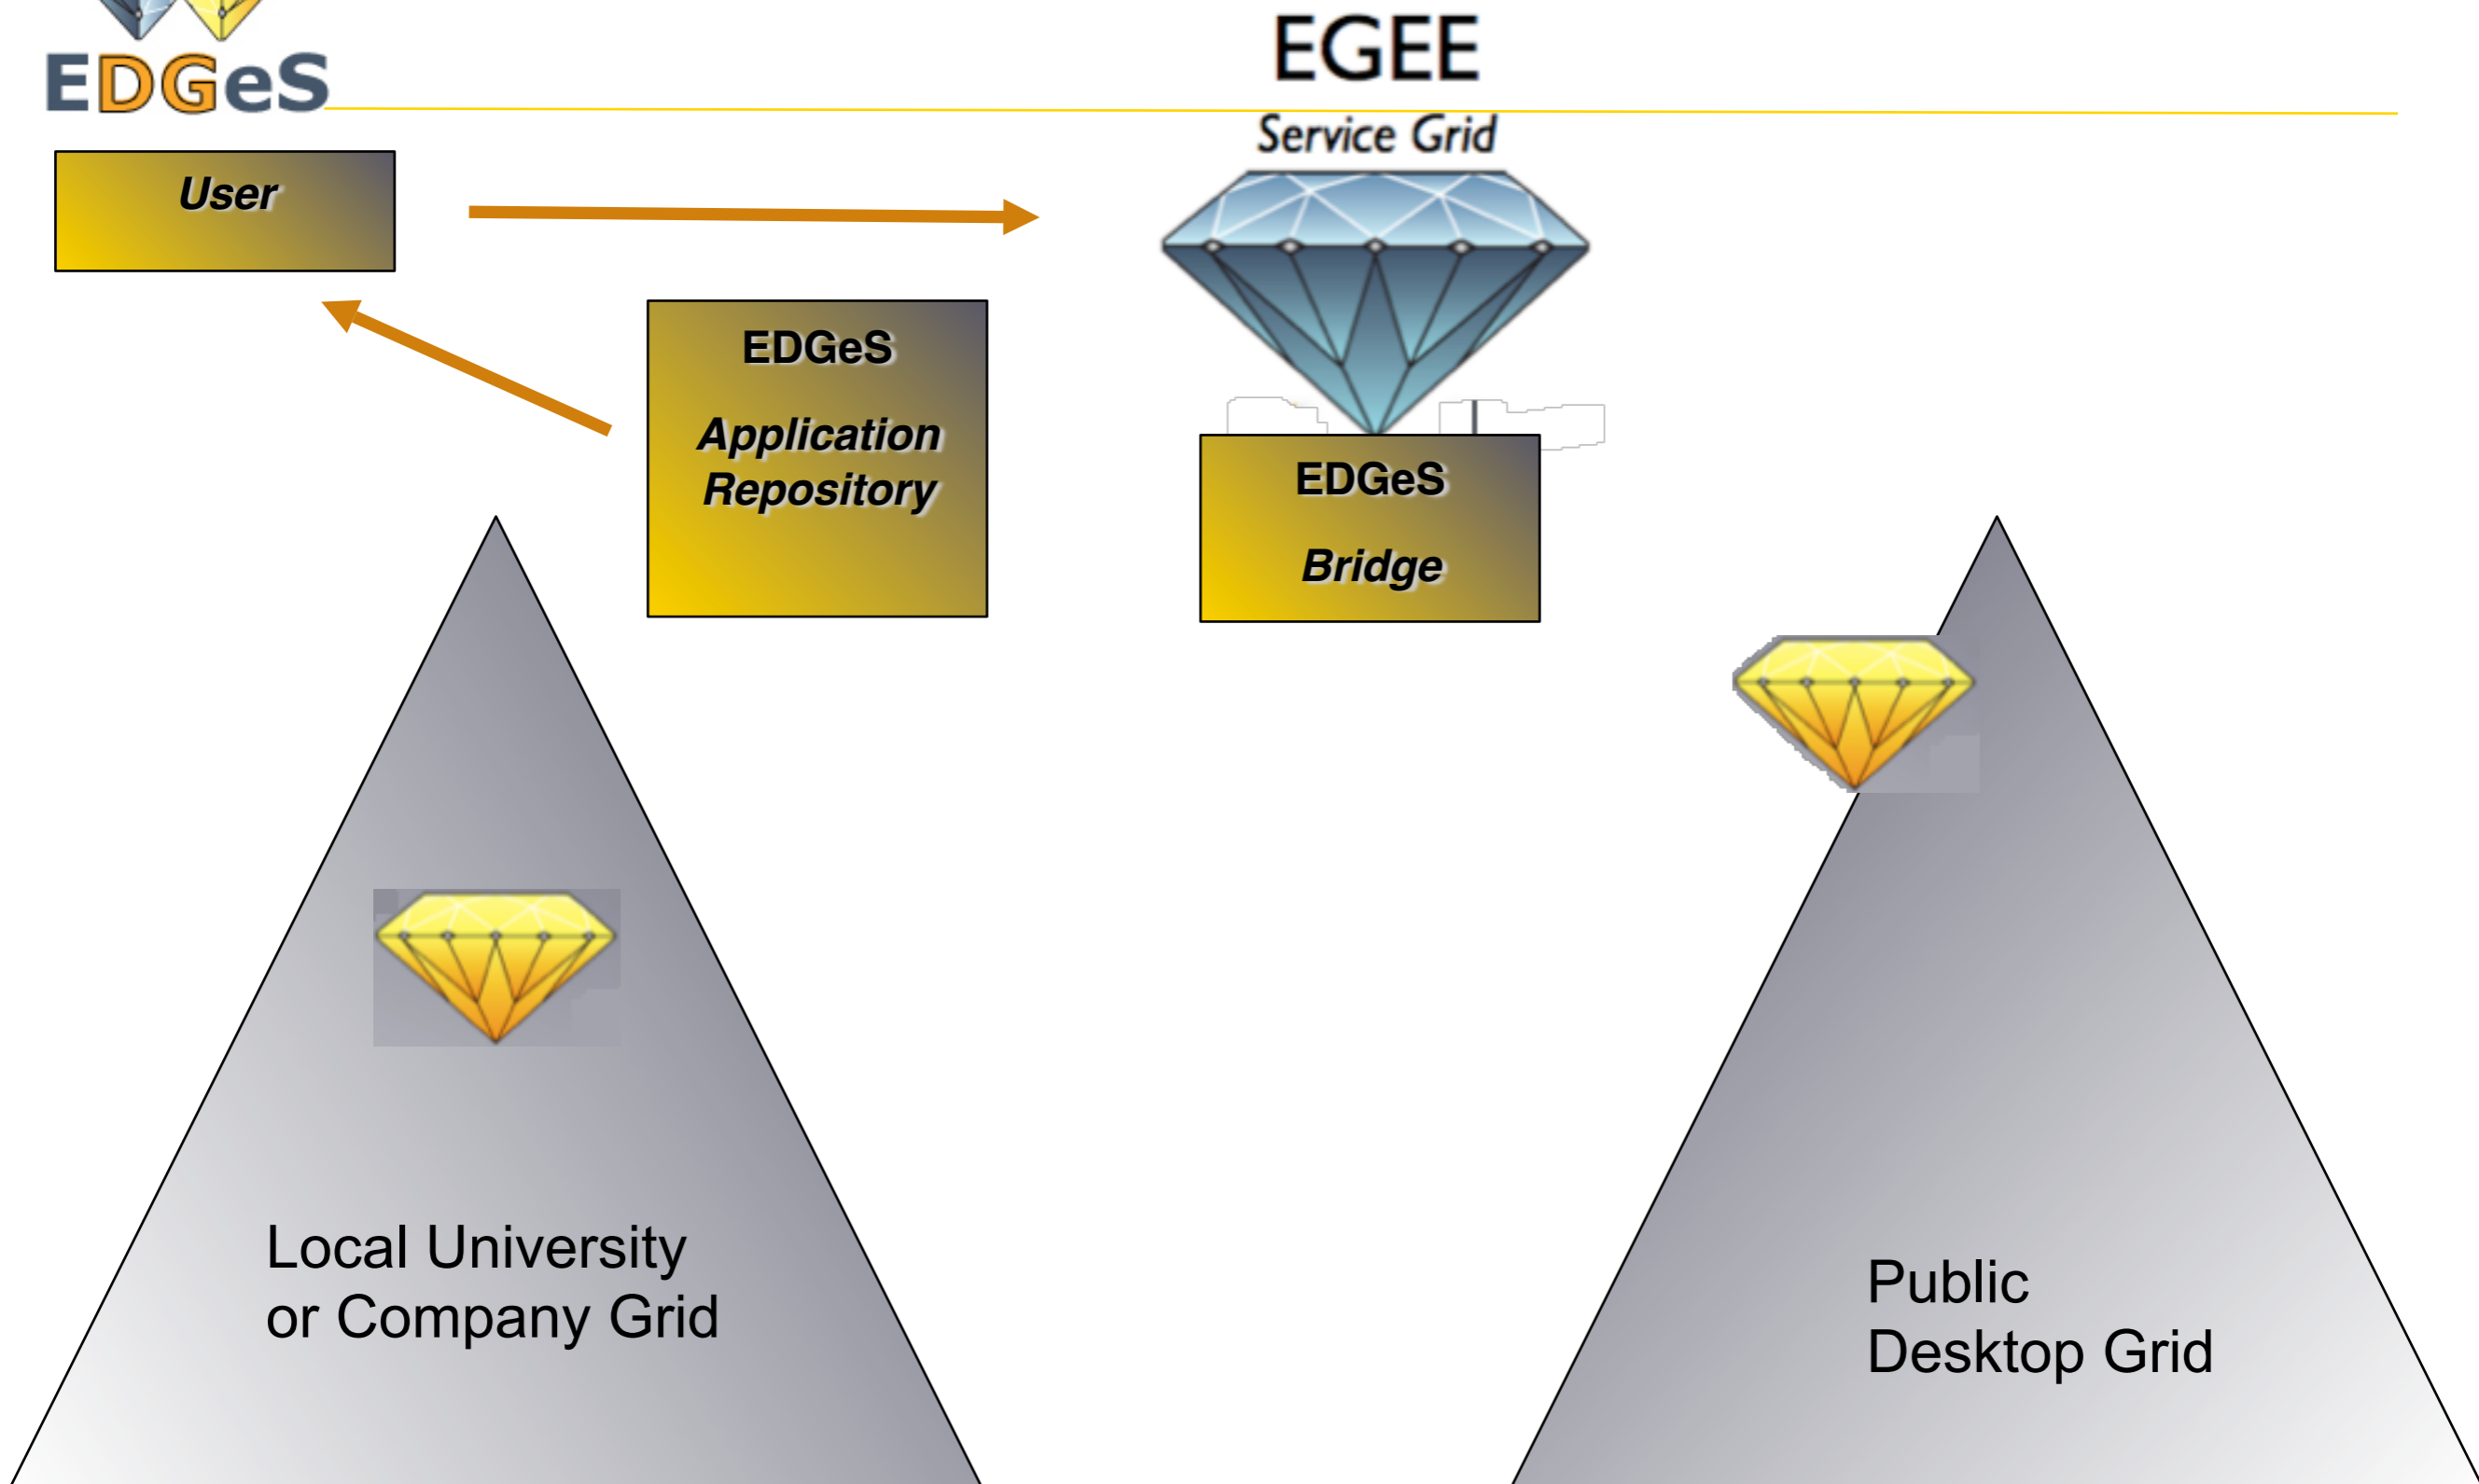 EDGeS
EGEE
Service Grid
User
EDGeS
Application
Repository
EDGeS
Bridge
Local University
or Company Grid
Public
Desktop Grid